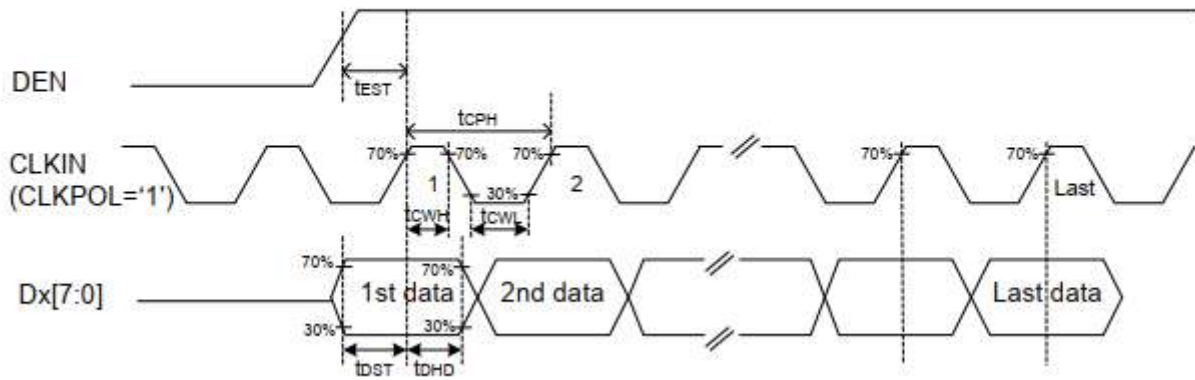 DEN
tEST
tCPH
CLKIN
(CLKPOL=‘1’)
70% 70% 70% 70% 70%
1 2 Last
30%
tCWH tCWL
70% 70%
Dx[7:0] 1st data 2nd data Last data
30% 30%
tDST tDHD